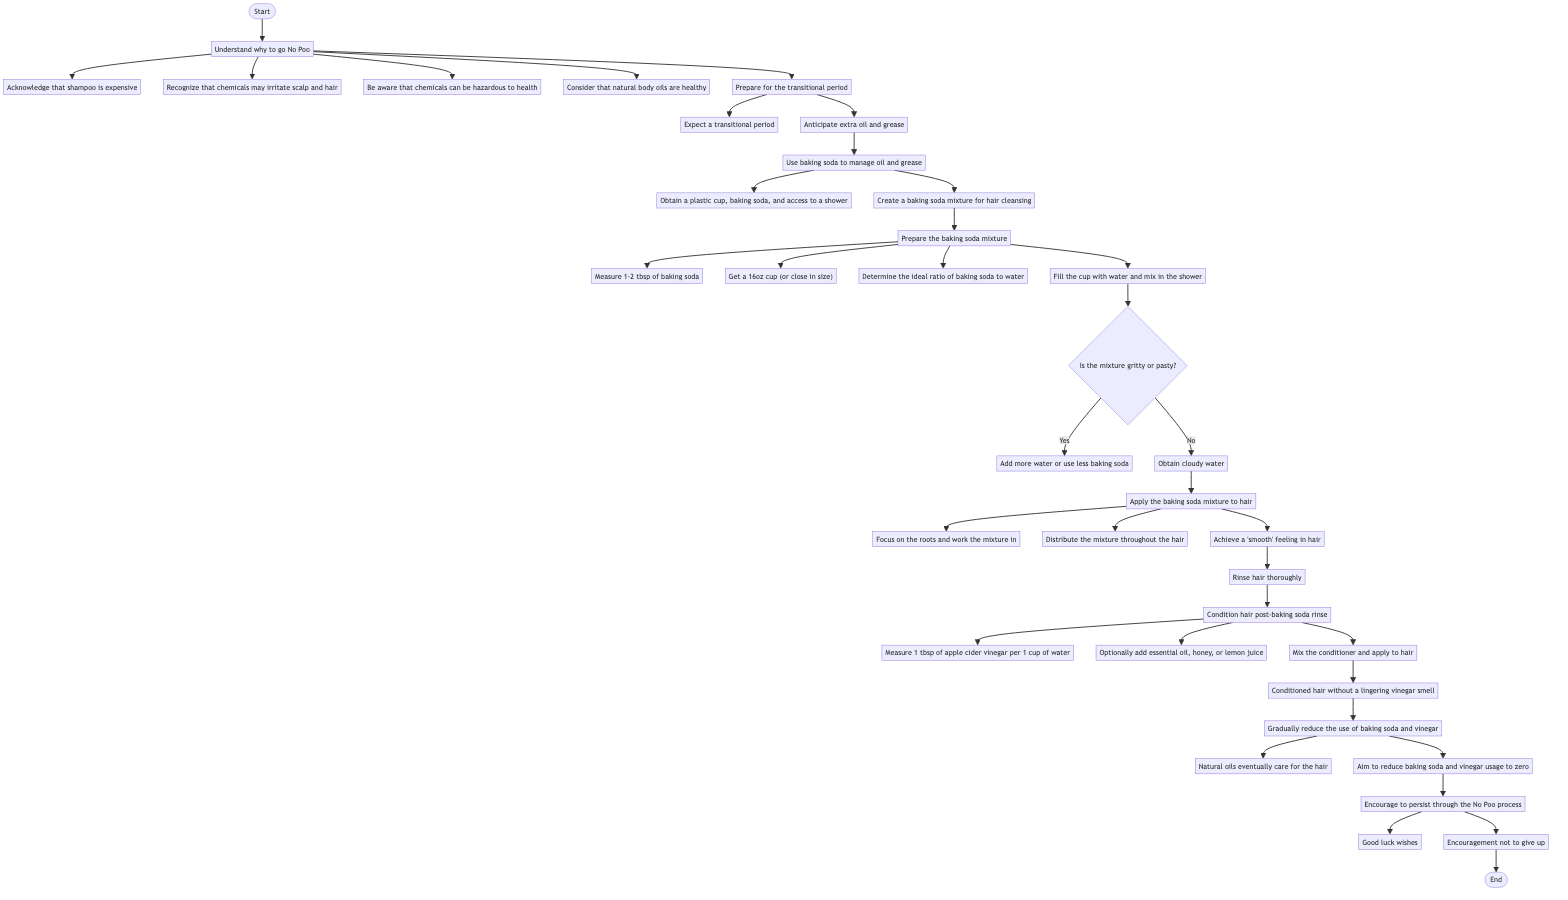 Start
Understand why to go No Poo
Acknowledge that shampoo is expensive
Recognize that chemicals may irritate scalp and hair
Be aware that chemicals can be hazardous to health
Consider that natural body oils are healthy
Prepare for the transitional period
Expect a transitional period
Anticipate extra oil and grease
Use baking soda to manage oil and grease
Obtain a plastic cup, baking soda, and access to a shower
Create a baking soda mixture for hair cleansing
Prepare the baking soda mixture
Measure 1-2 tbsp of baking soda
Get a 16oz cup (or close in size)
Determine the ideal ratio of baking soda to water
Fill the cup with water and mix in the shower
Is the mixture gritty or pasty?
Yes
No
Add more water or use less baking soda
Obtain cloudy water
Apply the baking soda mixture to hair
Focus on the roots and work the mixture in
Distribute the mixture throughout the hair
Achieve a 'smooth' feeling in hair
Rinse hair thoroughly
Condition hair post-baking soda rinse
Measure 1 tbsp of apple cider vinegar per 1 cup of water
Optionally add essential oil, honey, or lemon juice
Mix the conditioner and apply to hair
Conditioned hair without a lingering vinegar smell
Gradually reduce the use of baking soda and vinegar
Natural oils eventually care for the hair
Aim to reduce baking soda and vinegar usage to zero
Encourage to persist through the No Poo process
Good luck wishes
Encouragement not to give up
End